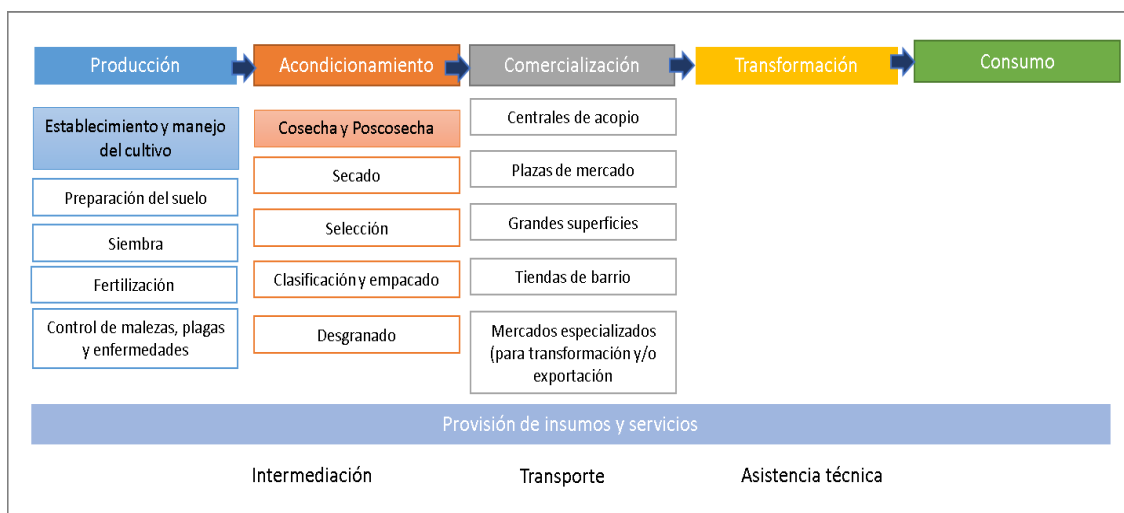 Producción
Acondicionamiento
Comercialización
Transformación
Consumo
Establecimiento y manejo
del cultivo
Preparación del suelo
Siembra
Fertilización
Control de malezas, plagas
y enfermedades
Cosecha y Poscosecha
Secado
Selección
Clasificación y empacado
Desgranado
Centrales de acopio
Plazas de mercado
Grandes superficies
Tiendas de barrio
Mercados especializados
(para transformación y/o
exportación
Provisión de insumos y servicios
Intermediación
Transporte
Asistencia técnica